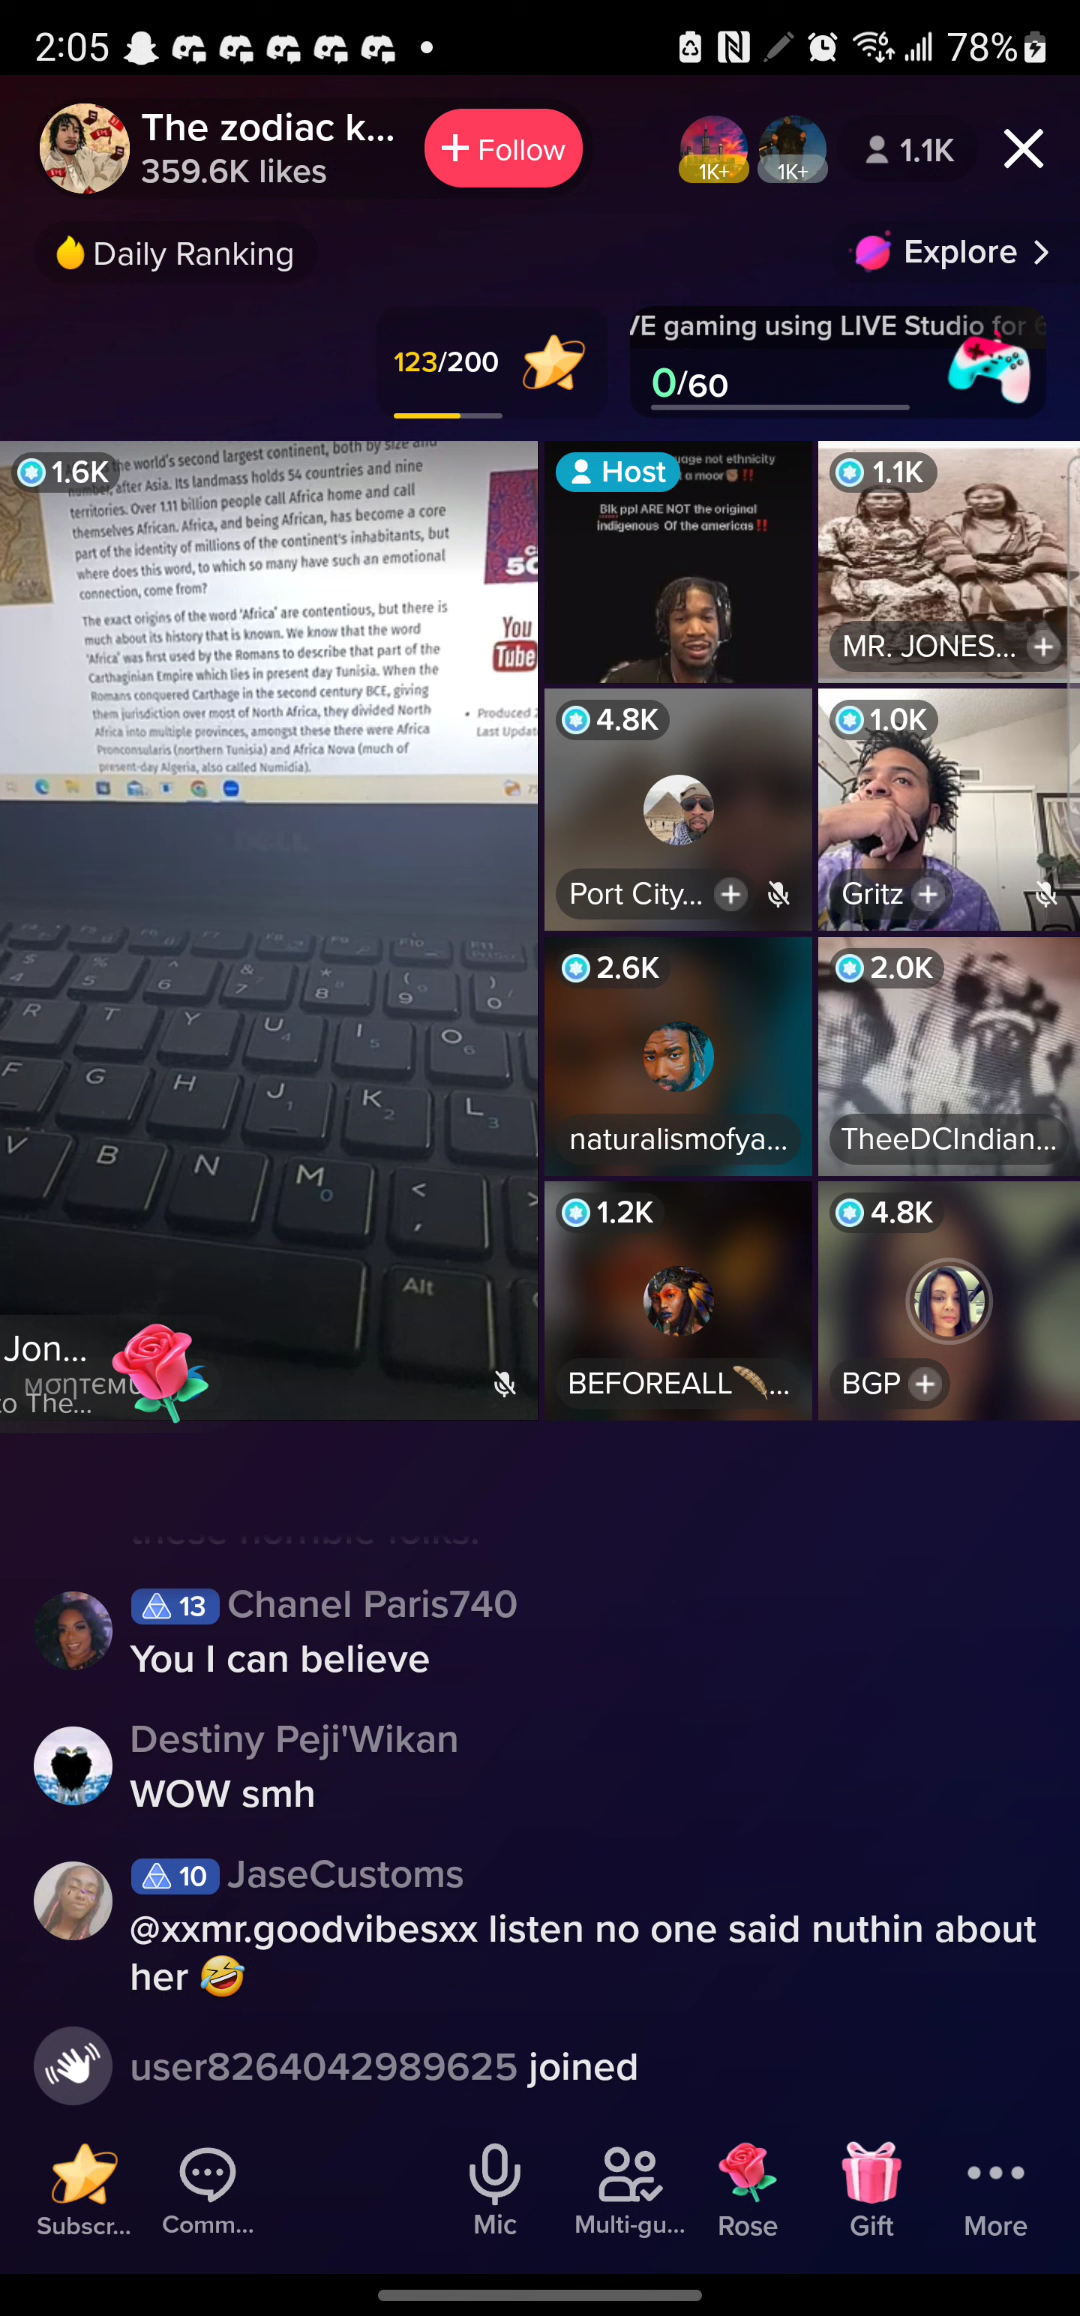 2:05
78%
The zodiac k...
359.6K likes
+ Follow
1K+
1K+
1.1K
Daily Ranking
Explore >
123/200
/E gaming using LIVE Studio for 6
0/60
1.6K
the world's second largest continent, both by size and
number, after Asia. Its landmass holds 54 countries and nine
territories. Over 1.11 billion people call Africa home and call
themselves African. Africa, and being African, has become a core
part of the identity of millions of the continent's inhabitants, but
where does this word, to which so many have such an emotional
connection, come from?
The exact origins of the word 'Africa' are contentious, but there is
much about its history that is known. We know that the word
'Africa' was first used by the Romans to describe that part of the
Carthaginian Empire which lies in present day Tunisia. When the
Romans conquered Carthage in the second century BCE, giving
them jurisdiction over most of North Africa, they divided North
Africa into multiple provinces, amongst these there were Africa
Pronconsularis (northern Tunisia) and Africa Nova (much of
present-day Algeria, also called Numidia).
50
You
Tube
• Produced
Last Updat
Jon...
to The...
Host
uage not ethnicity
a moor ✊🏾‼️
Blk ppl ARE NOT the original
indigenous Of the americas ‼️
1.1K
MR. JONES... +
4.8K
Port City... +
1.0K
Gritz +
2.6K
naturalismofya...
2.0K
TheeDCIndian...
1.2K
BEFOREALL🪶...
4.8K
BGP +
these horrible folks.
13 Chanel Paris740
You I can believe
Destiny Peji'Wikan
WOW smh
10 JaseCustoms
@xxmr.goodvibesxx listen no one said nuthin about
her 🤣
user8264042989625 joined
Subscr...
Comm...
Mic
Multi-gu...
Rose
Gift
More